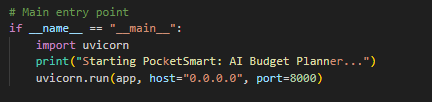 # Main entry point
if __name__ == "__main__":
    import uvicorn
    print("Starting PocketSmart: AI Budget Planner...")
    uvicorn.run(app, host="0.0.0.0", port=8000)